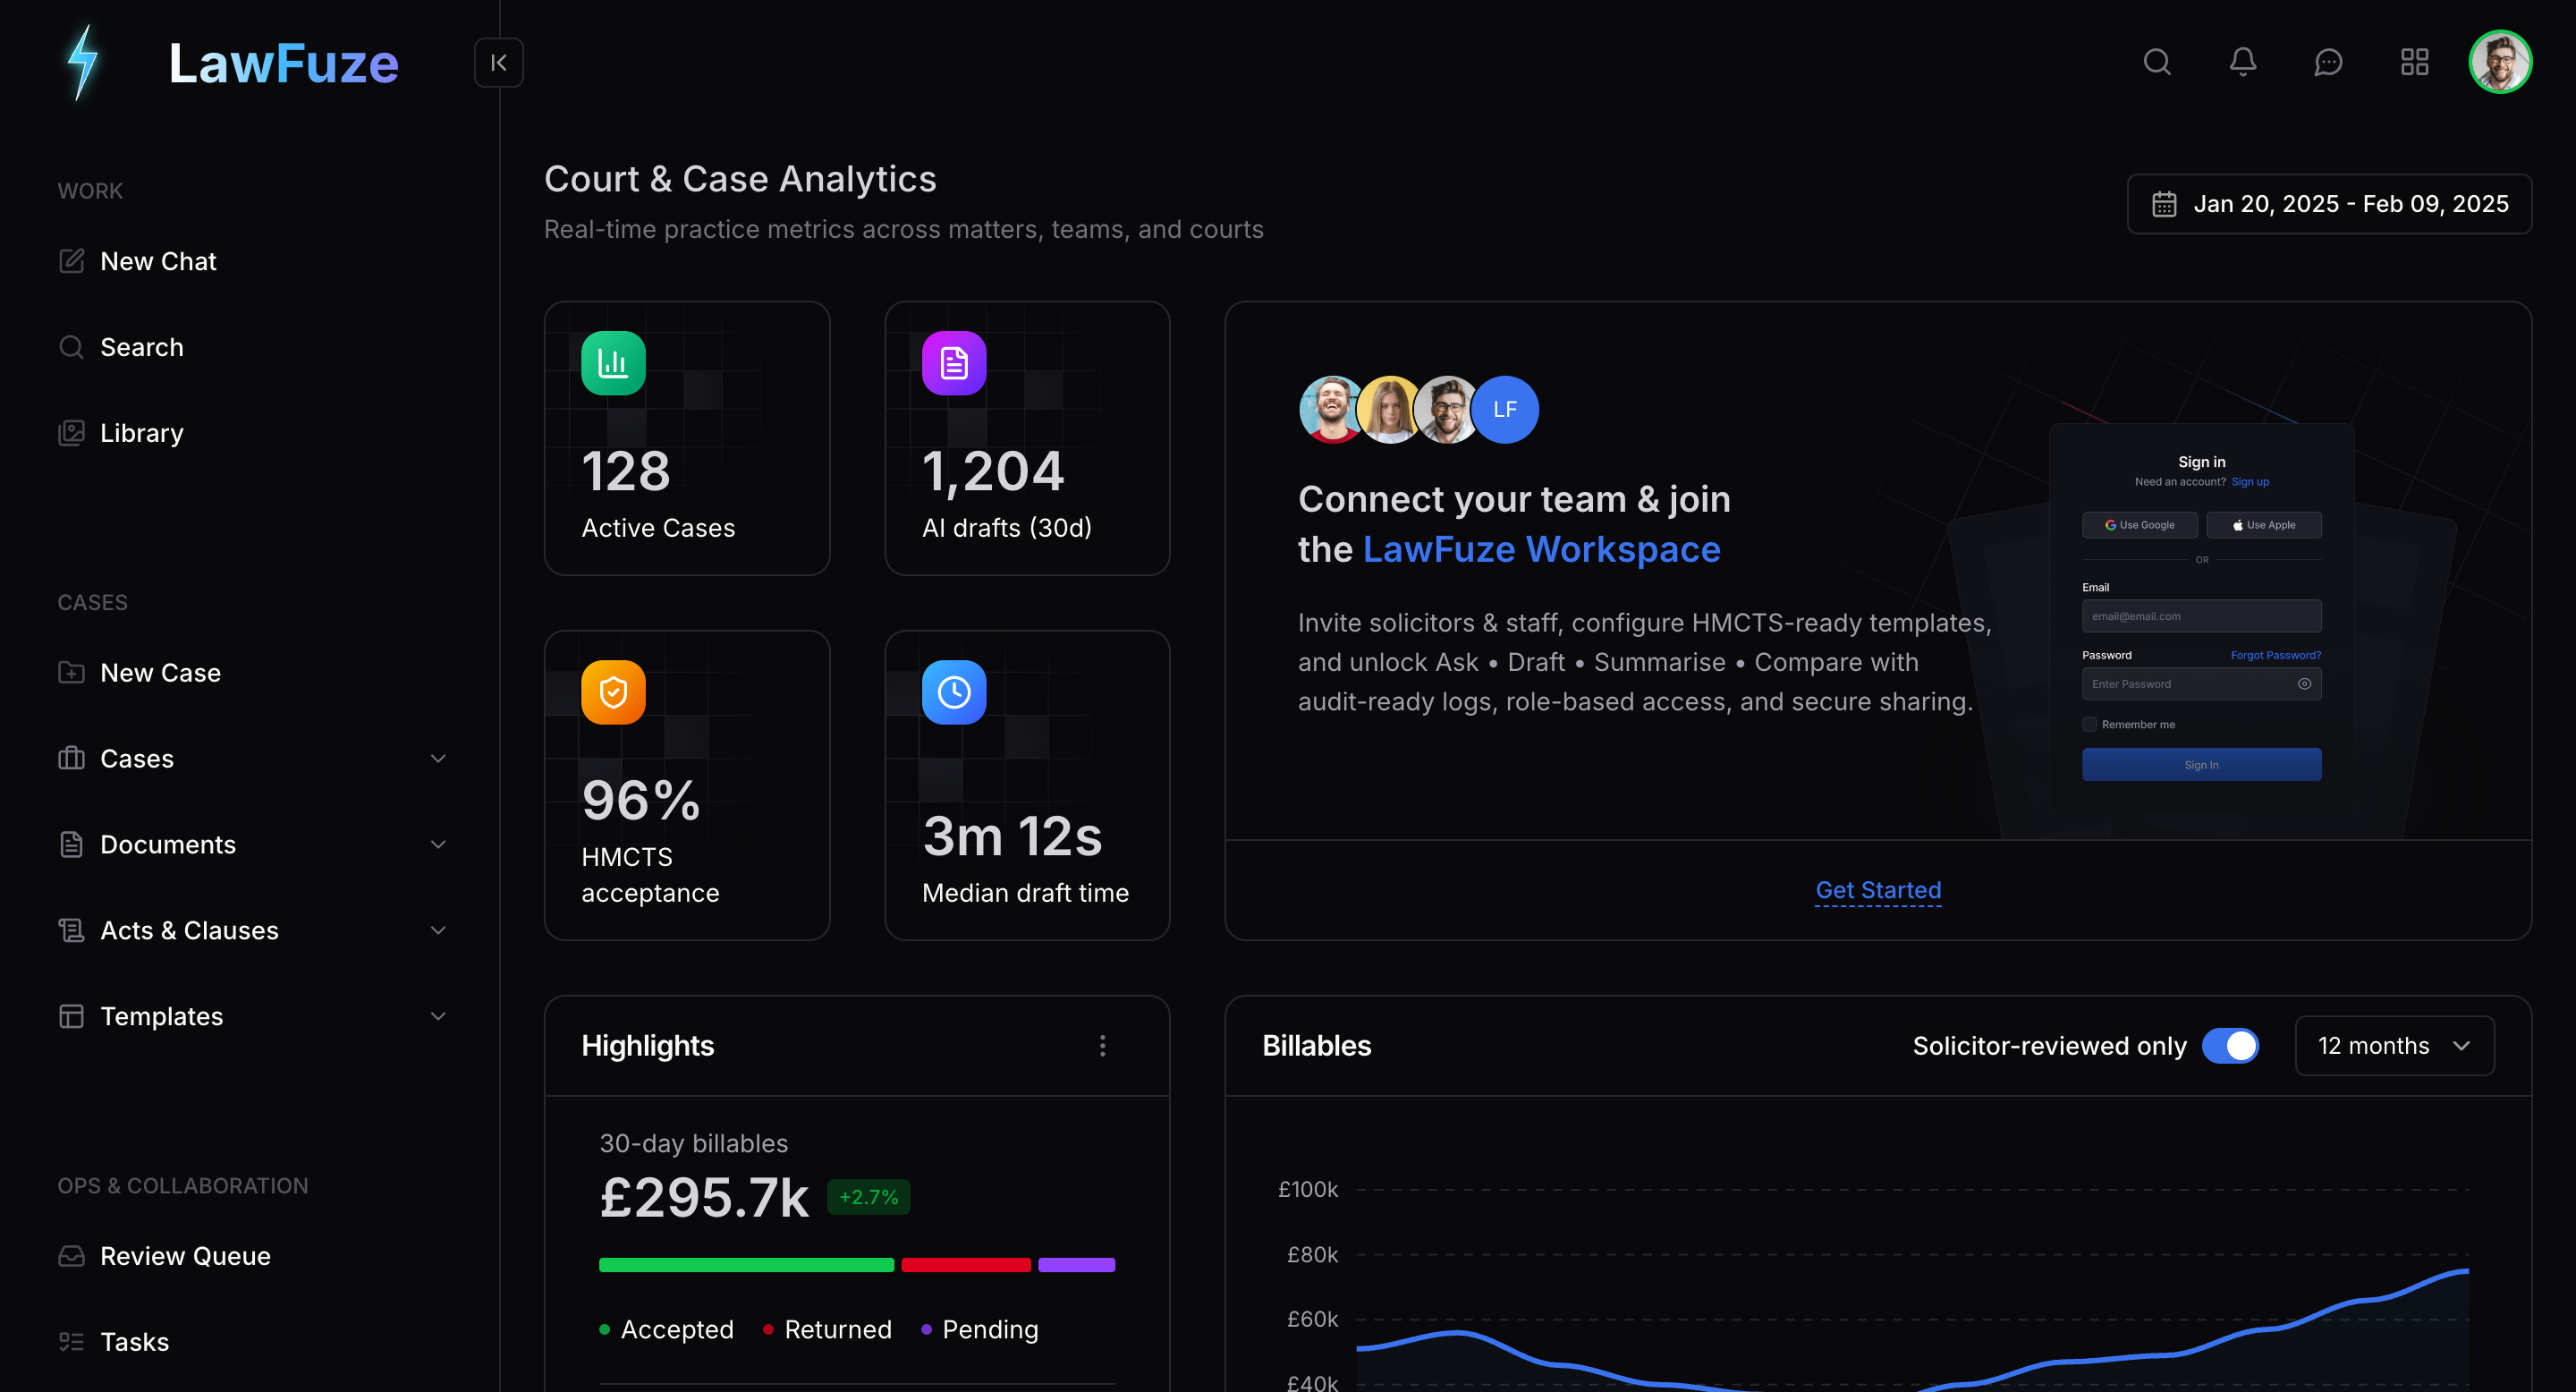 LawFuze
WORK
New Chat
Search
Library
CASES
New Case
Cases
Documents
Acts & Clauses
Templates
OPS & COLLABORATION
Review Queue
Tasks
Court & Case Analytics
Real-time practice metrics across matters, teams, and courts
Jan 20, 2025 - Feb 09, 2025
128
Active Cases
1,204
AI drafts (30d)
96%
HMCTS
acceptance
3m 12s
Median draft time
LF
Connect your team & join
the LawFuze Workspace
Invite solicitors & staff, configure HMCTS-ready templates,
and unlock Ask • Draft • Summarise • Compare with
audit-ready logs, role-based access, and secure sharing.
Sign in
Need an account? Sign up
Use Google
Use Apple
OR
Email
email@email.com
Password
Forgot Password?
Enter Password
Remember me
Sign In
Get Started
Highlights
30-day billables
£295.7k +2.7%
Accepted
Returned
Pending
Billables
Solicitor-reviewed only
12 months
£100k
£80k
£60k
£40k